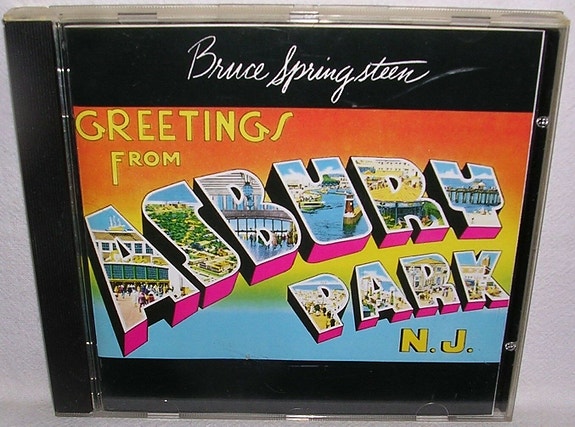 Bruce Springsteen
GREETINGS
FROM
ASBURY
PARK
N.J.